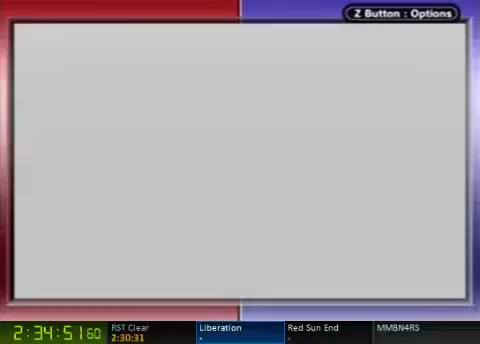 Z Button : Options
2:34:51 60
RST Clear
2:30:31
Liberation
-
Red Sun End
-
MMBN4RS